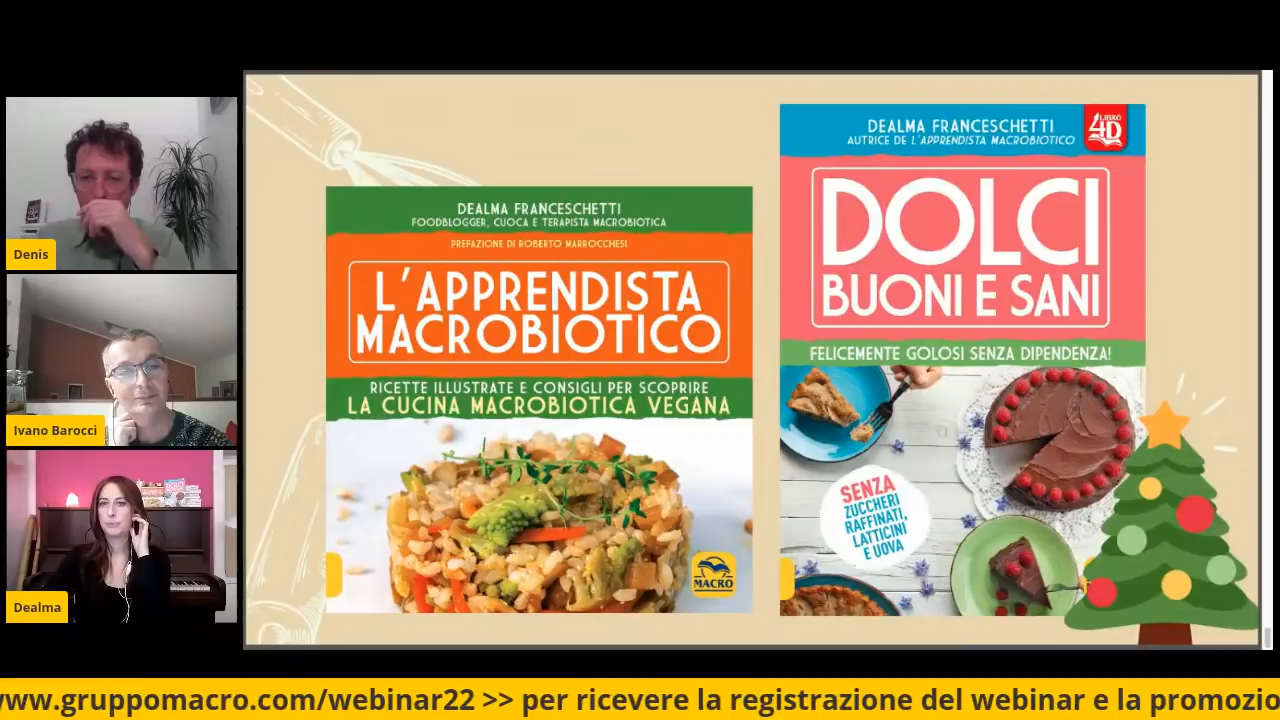 Denis
Ivano Barocci
Dealma
DEALMA FRANCESCHETTI
FOODBLOGGER, CUOCA E TERAPISTA MACROBIOTICA
PREFAZIONE DI ROBERTO MARROCCHESI
L'APPRENDISTA
MACROBIOTICO
RICETTE ILLUSTRATE E CONSIGLI PER SCOPRIRE
LA CUCINA MACROBIOTICA VEGANA
MACRO
DEALMA FRANCESCHETTI
AUTRICE DE L'APPRENDISTA MACROBIOTICO
LIBRO
4D
DOLCI
BUONI E SANI
FELICEMENTE GOLOSI SENZA DIPENDENZA!
SENZA
ZUCCHERI
RAFFINATI,
LATTICINI
E UOVA
www.gruppomacro.com/webinar22 >> per ricevere la registrazione del webinar e la promozio